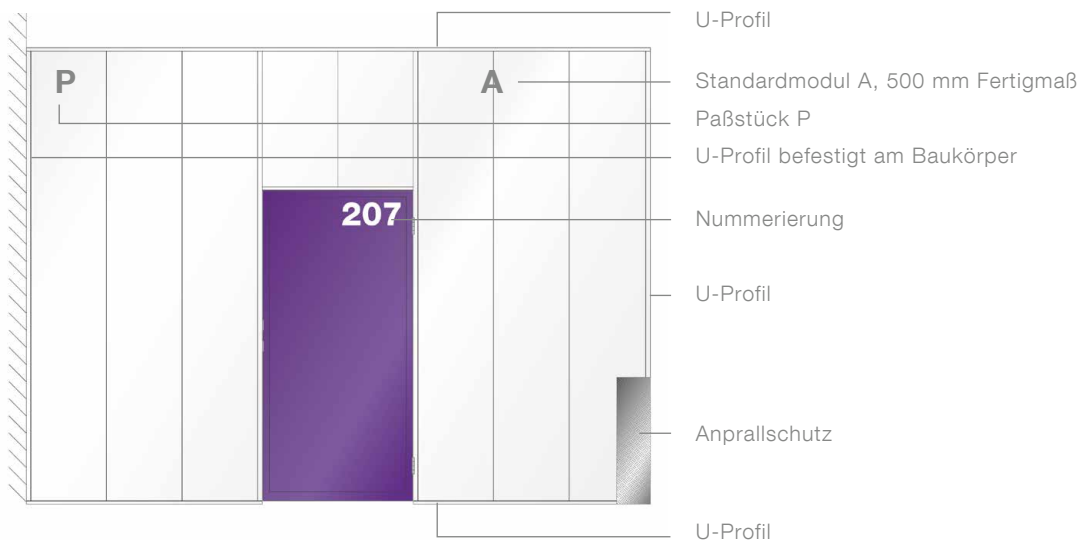 U-Profil
P
A
Standardmodul A, 500 mm Fertigmaß
Paßstück P
U-Profil befestigt am Baukörper
207
Nummerierung
U-Profil
Anprallschutz
U-Profil